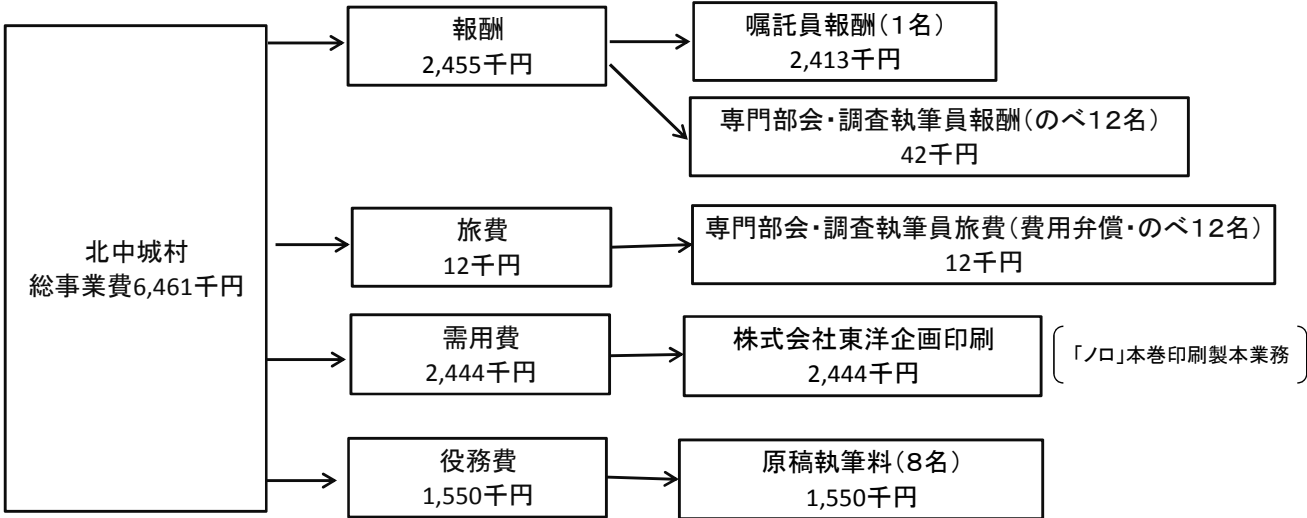 北中城村
総事業費6,461千円
報酬
2,455千円
嘱託員報酬(1名)
2,413千円
専門部会・調査執筆員報酬(のべ12名)
42千円
旅費
12千円
専門部会・調査執筆員旅費(費用弁償・のべ12名)
12千円
需用費
2,444千円
株式会社東洋企画印刷
2,444千円
「ノロ」本巻印刷製本業務
役務費
1,550千円
原稿執筆料(8名)
1,550千円